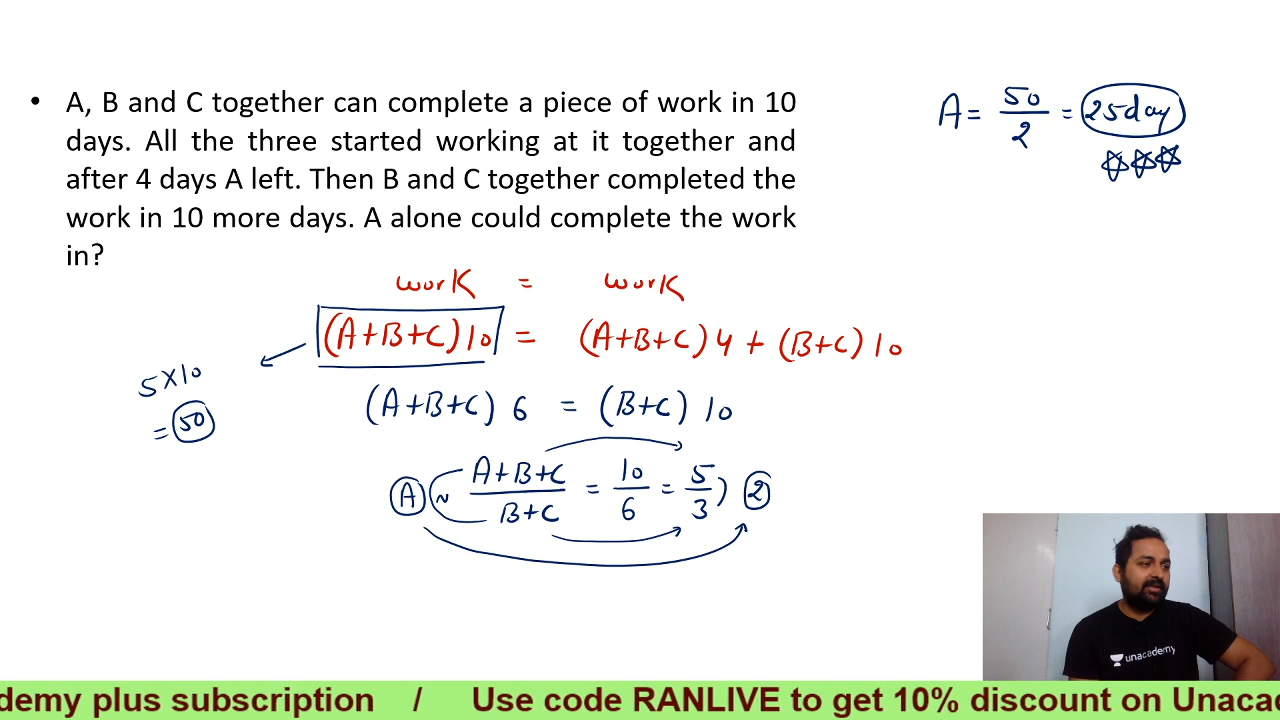 • A, B and C together can complete a piece of work in 10
days. All the three started working at it together and
after 4 days A left. Then B and C together completed the
work in 10 more days. A alone could complete the work
in?
A = 50/2 = 25day
work = work
(A+B+C)10 = (A+B+C)4 + (B+C)10
5×10
= 50
(A+B+C) 6 = (B+C) 10
A ~ A+B+C/B+C = 10/6 = 5/3 ) 2
unacademy
demy plus subscription / Use code RANLIVE to get 10% discount on Unaca